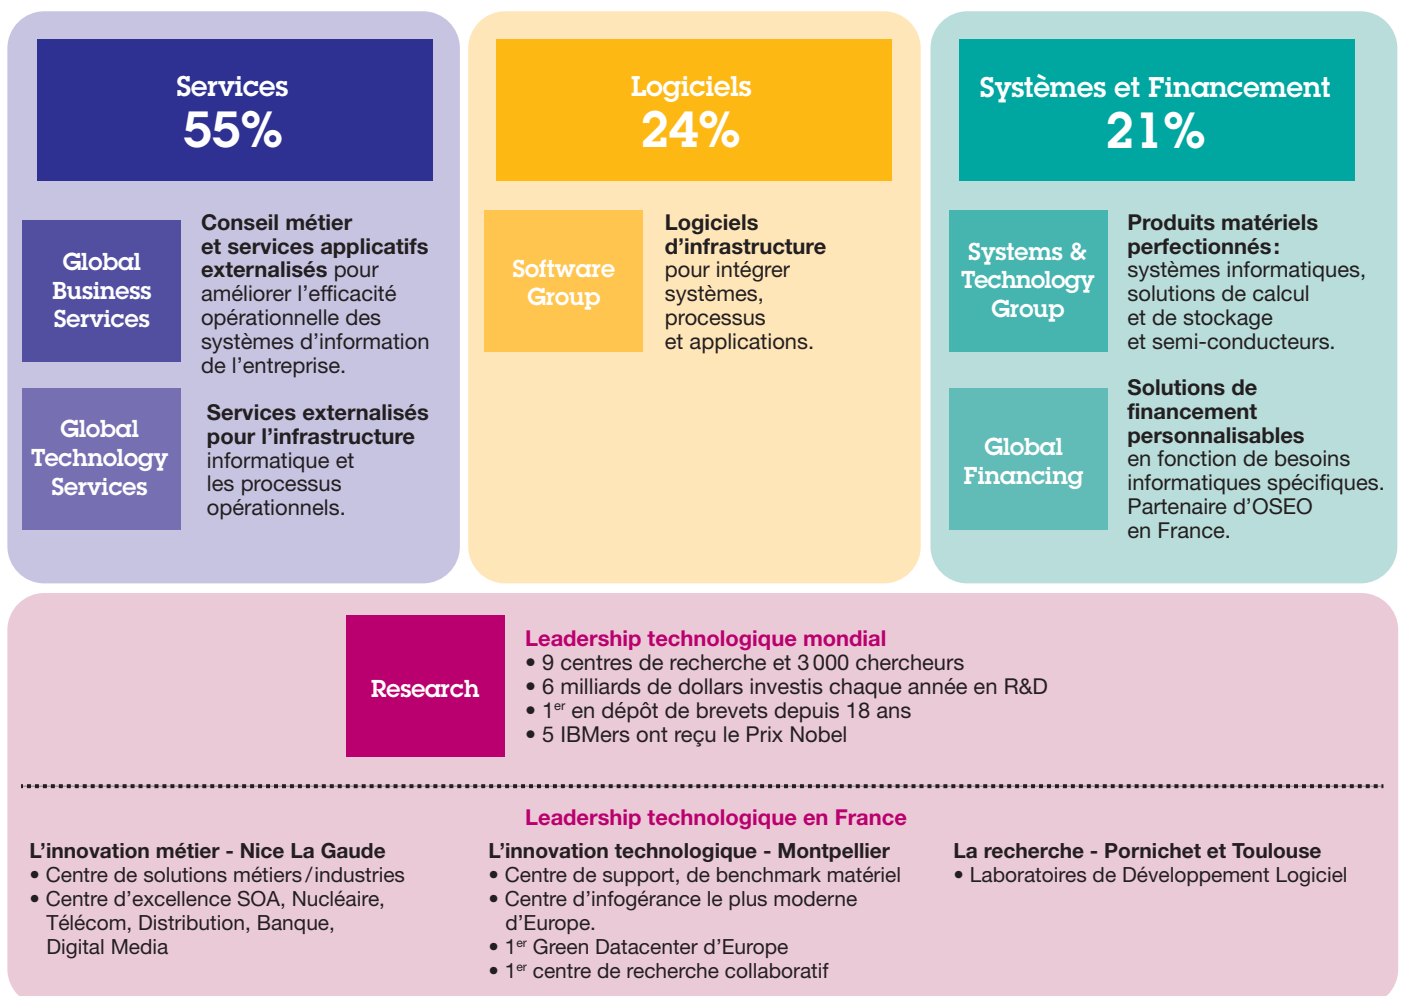 Services
55%
Global
Business
Services
Conseil métier
et services applicatifs
externalisés pour
améliorer l'efficacité
opérationnelle des
systèmes d'information
de l'entreprise.
Global
Technology
Services
Services externalisés
pour l'infrastructure
informatique et
les processus
opérationnels.
Logiciels
24%
Software
Group
Logiciels
d'infrastructure
pour intégrer
systèmes,
processus
et applications.
Systèmes et Financement
21%
Systems &
Technology
Group
Produits matériels
perfectionnés:
systèmes informatiques,
solutions de calcul
et de stockage
et semi-conducteurs.
Global
Financing
Solutions de
financement
personnalisables
en fonction de besoins
informatiques spécifiques.
Partenaire d'OSEO
en France.
Research
Leadership technologique mondial
• 9 centres de recherche et 3 000 chercheurs
• 6 milliards de dollars investis chaque année en R&D
• 1er en dépôt de brevets depuis 18 ans
• 5 IBMers ont reçu le Prix Nobel
Leadership technologique en France
L'innovation métier - Nice La Gaude
• Centre de solutions métiers/industries
• Centre d'excellence SOA, Nucléaire,
Télécom, Distribution, Banque,
Digital Media
L'innovation technologique - Montpellier
• Centre de support, de benchmark matériel
• Centre d'infogérance le plus moderne
d'Europe.
• 1er Green Datacenter d'Europe
• 1er centre de recherche collaboratif
La recherche - Pornichet et Toulouse
• Laboratoires de Développement Logiciel